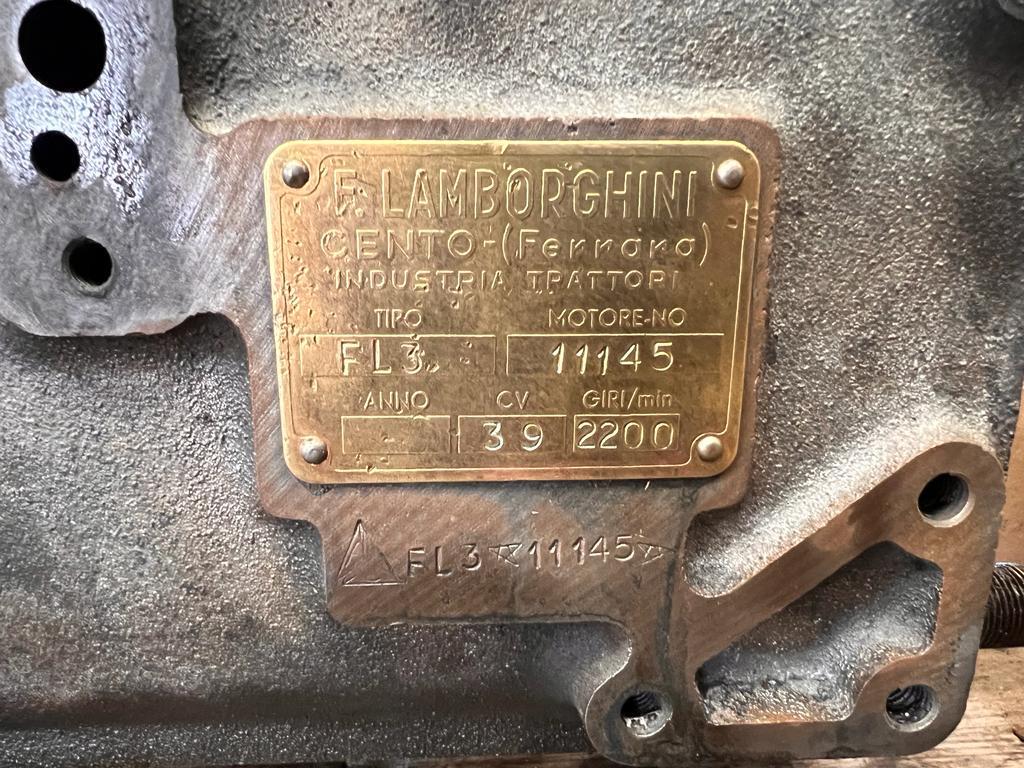 F. LAMBORGHINI
CENTO-(Ferrara)
INDUSTRIA TRATTORI
TIPO MOTORE-NO
FL3 11145
ANNO CV GIRI/min
39 2200
FL3 11145